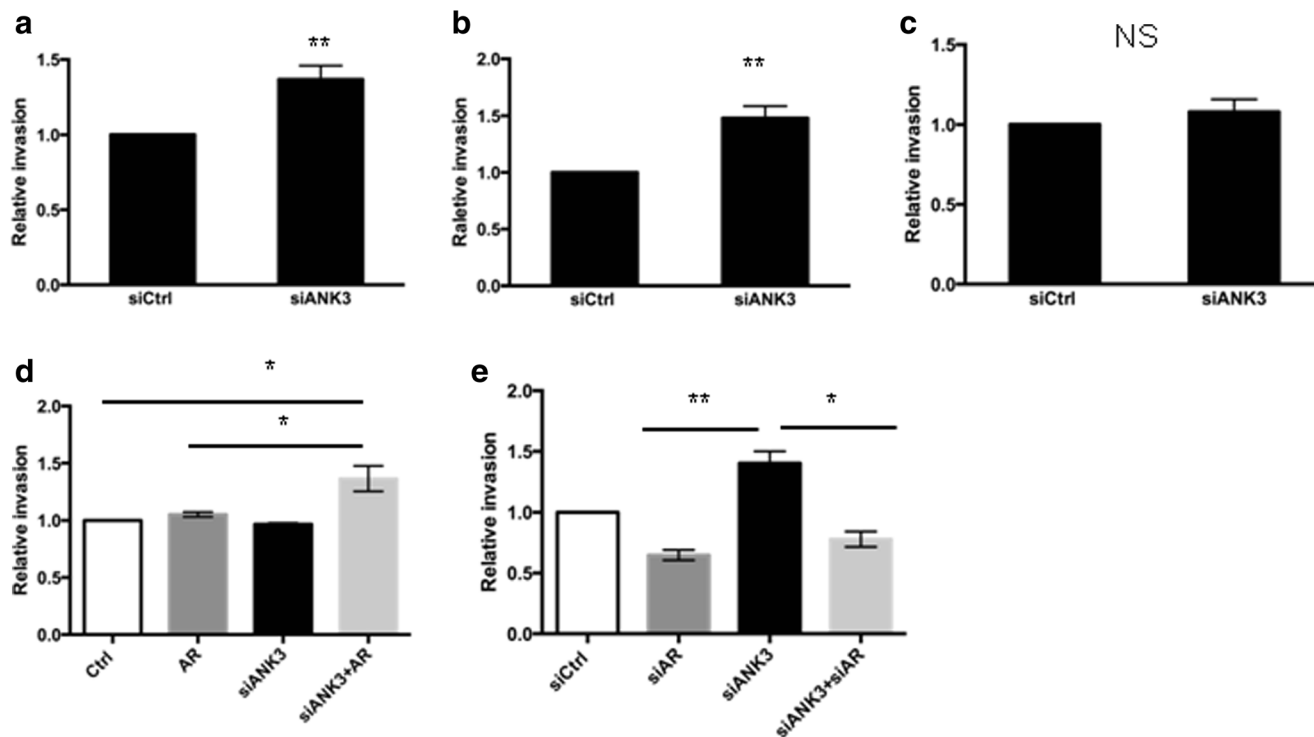 a
**
1.5
1.0
0.5
0.0
Relative invasion
siCtrl
siANK3
b
**
2.0
1.5
1.0
0.5
0.0
Raletive invasion
siCtrl
siANK3
c
NS
1.5
1.0
0.5
0.0
Relative invasion
siCtrl
siANK3
d
*
*
2.0
1.5
1.0
0.5
0.0
Relative invasion
Ctrl
AR
siANK3
siANK3+AR
e
**
*
2.0
1.5
1.0
0.5
0.0
Relative invasion
siCtrl
siAR
siANK3
siANK3+siAR